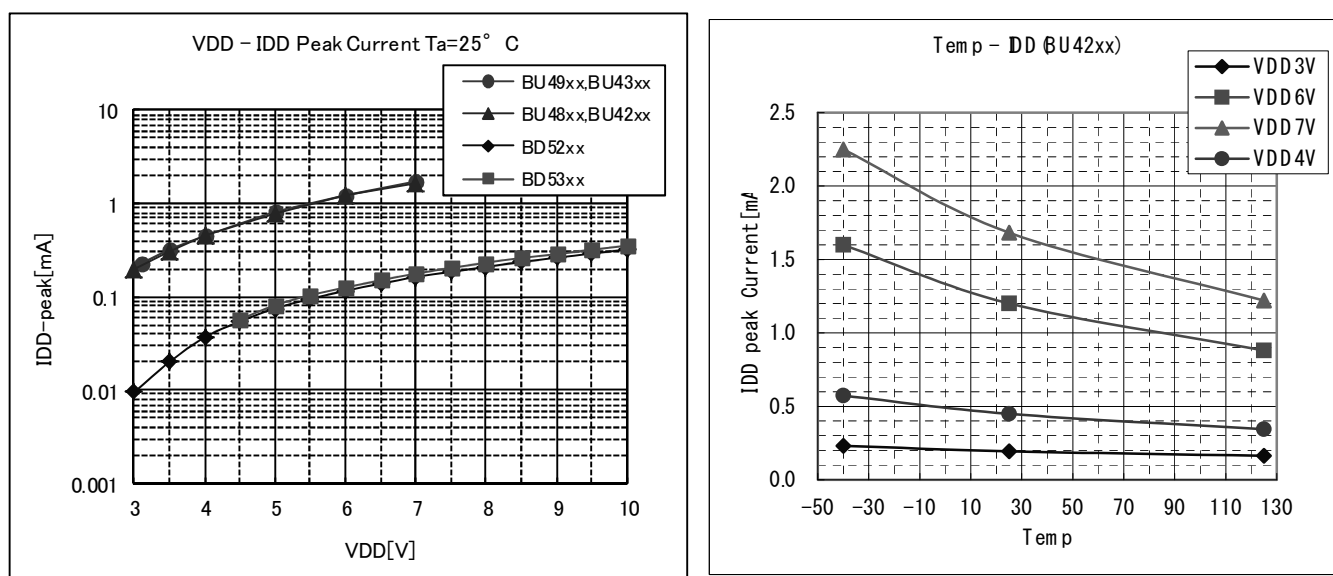 VDD – IDD Peak Current Ta=25° C
BU49xx,BU43xx
BU48xx,BU42xx
BD52xx
BD53xx
10
1
0.1
0.01
0.001
IDD-peak[mA]
3 4 5 6 7 8 9 10
VDD[V]
Temp – IDD (BU42xx)
VDD3V
VDD6V
VDD7V
VDD4V
2.5
2.0
1.5
1.0
0.5
0.0
IDD peak Current[mA
-50 -30 -10 10 30 50 70 90 110 130
Temp